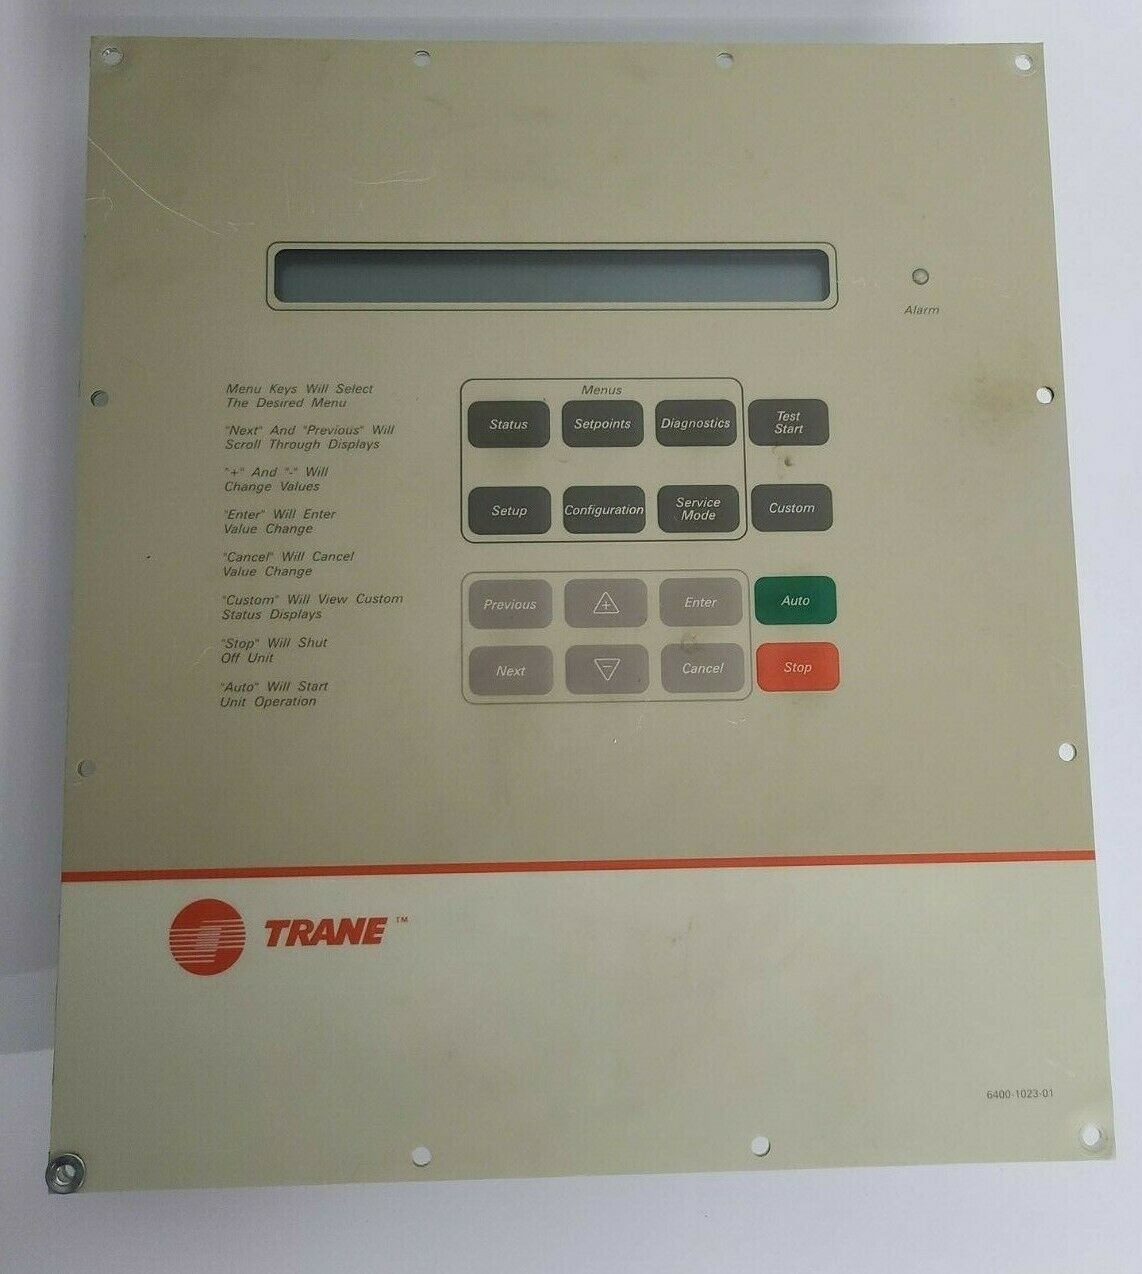 Alarm
Menu Keys Will Select
The Desired Menu
"Next" And "Previous" Will
Scroll Through Displays
"+" And "-" Will
Change Values
"Enter" Will Enter
Value Change
"Cancel" Will Cancel
Value Change
"Custom" Will View Custom
Status Displays
"Stop" Will Shut
Off Unit
"Auto" Will Start
Unit Operation
Menus
Status
Setpoints
Diagnostics
Test
Start
Setup
Configuration
Service
Mode
Custom
Previous
+
Enter
Auto
Next
-
Cancel
Stop
TRANE™
6400-1023-01